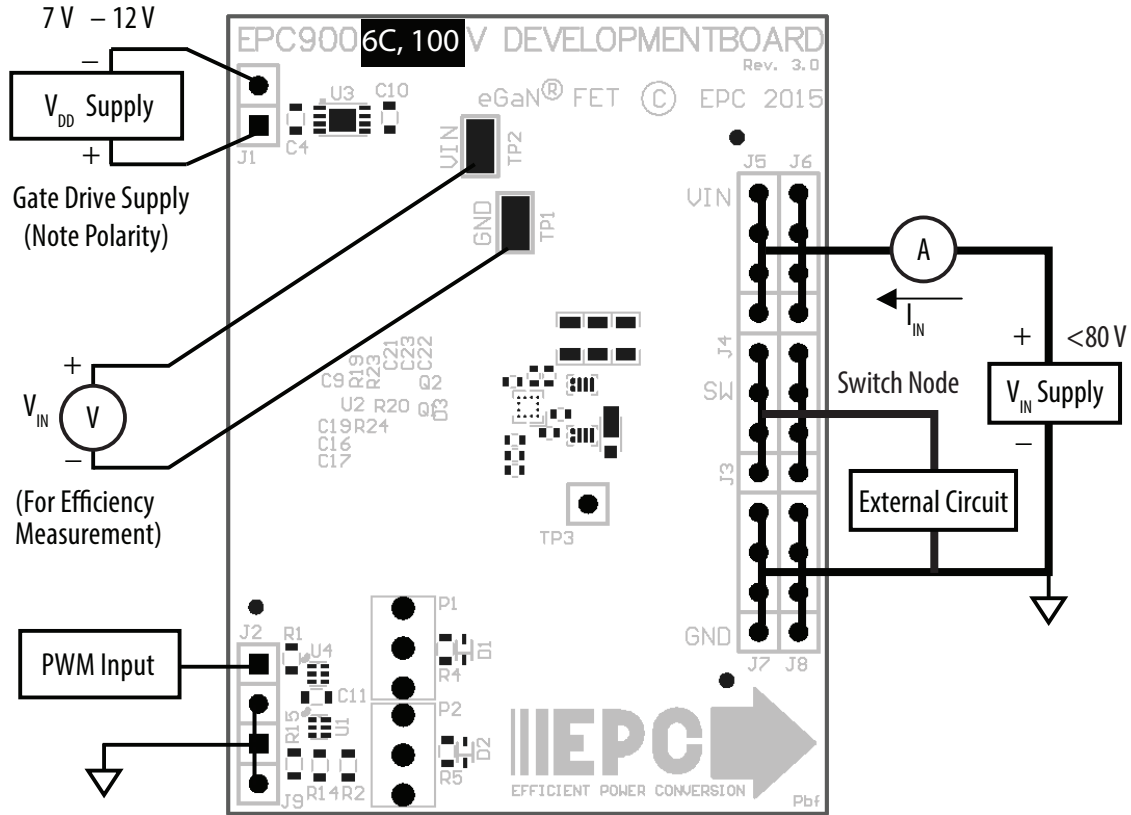 7 V – 12 V
–
V_DD Supply
+
Gate Drive Supply
(Note Polarity)
EPC9006C, 100 V DEVELOPMENTBOARD
Rev. 3.0
eGaN® FET © EPC 2015
U3
C10
C4
J1
VIN
TP2
GND
TP1
J5
J6
VIN
A
I_IN
+
<80 V
V_IN Supply
–
J4
SW
Switch Node
J3
External Circuit
+
V_IN
V
–
(For Efficiency
Measurement)
C9
R19
R23
C21
C23
C22
Q2
U2
R20
Q1
D3
C19
R24
C16
C17
TP3
GND
J7
J8
PWM Input
J2
R1
U4
C11
R15
U1
J9
R14
R2
P1
R4
D1
P2
R5
D2
EPC
EFFICIENT POWER CONVERSION
Pbf